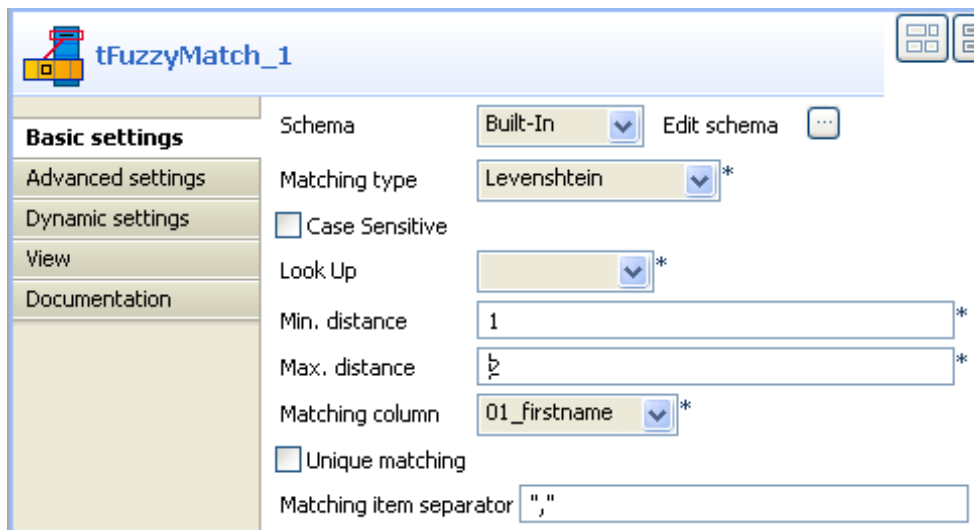 tFuzzyMatch_1
Basic settings
Advanced settings
Dynamic settings
View
Documentation
Schema Built-In Edit schema ...
Matching type Levenshtein *
Case Sensitive
Look Up *
Min. distance 1 *
Max. distance 2 *
Matching column 01_firstname *
Unique matching
Matching item separator ","